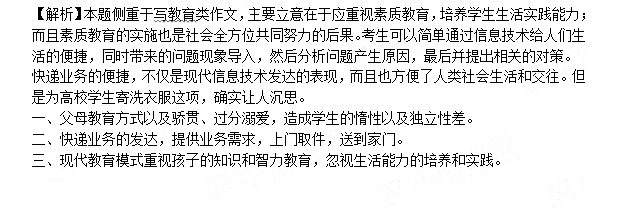 【解析】本题侧重于写教育类作文，主要立意在于应重视素质教育，培养学生生活实践能力；
而且素质教育的实施也是社会全方位共同努力的后果。考生可以简单通过信息技术给人们生
活的便捷，同时带来的问题现象导入，然后分析问题产生原因，最后并提出相关的对策。
快递业务的便捷，不仅是现代信息技术发达的表现，而且也方便了人类社会生活和交往。但
是为高校学生寄洗衣服这项，确实让人沉思。
一、父母教育方式以及骄贯、过分溺爱，造成学生的惰性以及独立性差。
二、快递业务的发达，提供业务需求，上门取件，送到家门。
三、现代教育模式重视孩子的知识和智力教育，忽视生活能力的培养和实践。